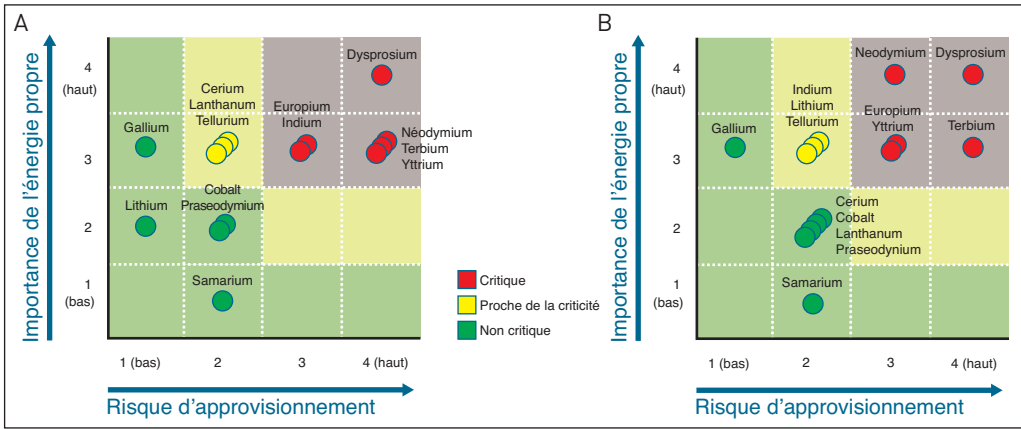 A
Importance de l'énergie propre
4
(haut)
3
2
1
(bas)
Dysprosium
Cerium
Lanthanum
Tellurium
Europium
Indium
Gallium
Néodymium
Terbium
Yttrium
Lithium
Cobalt
Praseodymium
Samarium
1 (bas)
2
3
4 (haut)
Risque d'approvisionnement
Critique
Proche de la criticité
Non critique
B
Importance de l'énergie propre
4
(haut)
3
2
1
(bas)
Neodymium
Dysprosium
Indium
Lithium
Tellurium
Europium
Yttrium
Gallium
Terbium
Cerium
Cobalt
Lanthanum
Praseodynium
Samarium
1 (bas)
2
3
4 (haut)
Risque d'approvisionnement